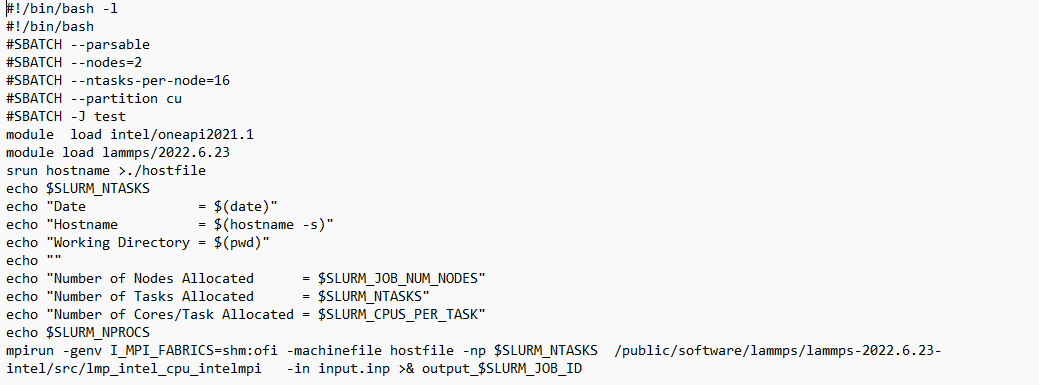 #!/bin/bash -l
#!/bin/bash
#SBATCH --parsable
#SBATCH --nodes=2
#SBATCH --ntasks-per-node=16
#SBATCH --partition cu
#SBATCH -J test
module  load intel/oneapi2021.1
module load lammps/2022.6.23
srun hostname >./hostfile
echo $SLURM_NTASKS
echo "Date              = $(date)"
echo "Hostname          = $(hostname -s)"
echo "Working Directory = $(pwd)"
echo ""
echo "Number of Nodes Allocated      = $SLURM_JOB_NUM_NODES"
echo "Number of Tasks Allocated      = $SLURM_NTASKS"
echo "Number of Cores/Task Allocated = $SLURM_CPUS_PER_TASK"
echo $SLURM_NPROCS
mpirun -genv I_MPI_FABRICS=shm:ofi -machinefile hostfile -np $SLURM_NTASKS  /public/software/lammps/lammps-2022.6.23-
intel/src/lmp_intel_cpu_intelmpi   -in input.inp >& output_$SLURM_JOB_ID